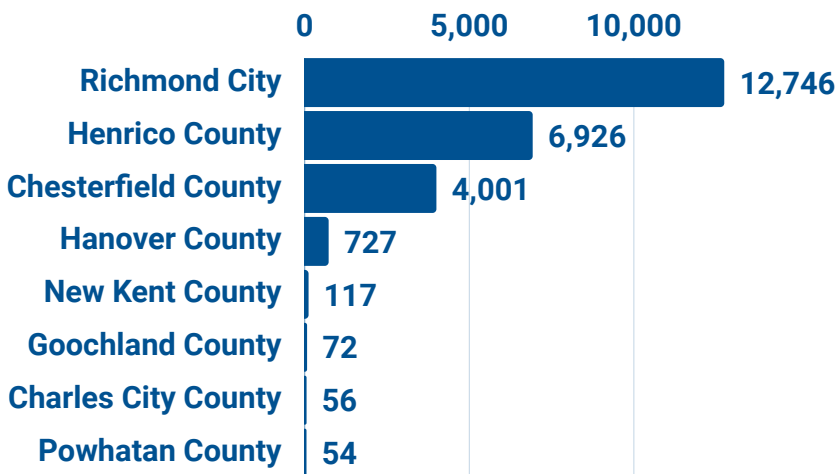 0 5,000 10,000
Richmond City 12,746
Henrico County 6,926
Chesterfield County 4,001
Hanover County 727
New Kent County 117
Goochland County 72
Charles City County 56
Powhatan County 54